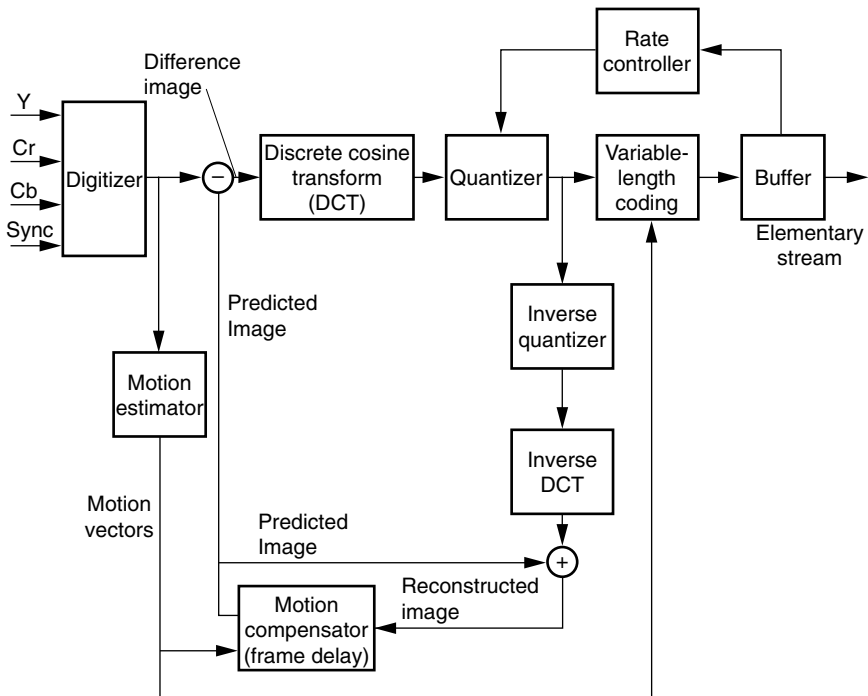 Y
Cr
Cb
Sync
Digitizer
Difference
image
−
Discrete cosine
transform
(DCT)
Quantizer
Rate
controller
Variable-
length
coding
Buffer
Elementary
stream
Predicted
Image
Inverse
quantizer
Motion
estimator
Inverse
DCT
Motion
vectors
Predicted
Image
+
Reconstructed
image
Motion
compensator
(frame delay)